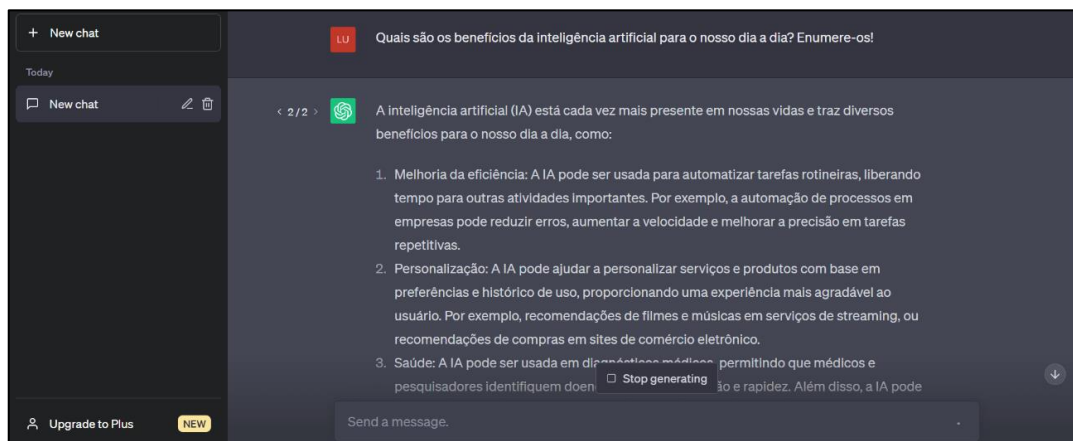 + New chat
Today
New chat
Upgrade to Plus
NEW
LU
Quais são os benefícios da inteligência artificial para o nosso dia a dia? Enumere-os!
< 2/2 >
A inteligência artificial (IA) está cada vez mais presente em nossas vidas e traz diversos
benefícios para o nosso dia a dia, como:
1. Melhoria da eficiência: A IA pode ser usada para automatizar tarefas rotineiras, liberando
tempo para outras atividades importantes. Por exemplo, a automação de processos em
empresas pode reduzir erros, aumentar a velocidade e melhorar a precisão em tarefas
repetitivas.
2. Personalização: A IA pode ajudar a personalizar serviços e produtos com base em
preferências e histórico de uso, proporcionando uma experiência mais agradável ao
usuário. Por exemplo, recomendações de filmes e músicas em serviços de streaming, ou
recomendações de compras em sites de comércio eletrônico.
3. Saúde: A IA pode ser usada em diagnósticos médicos, permitindo que médicos e
pesquisadores identifiquem doen ão e rapidez. Além disso, a IA pode
Stop generating
Send a message.